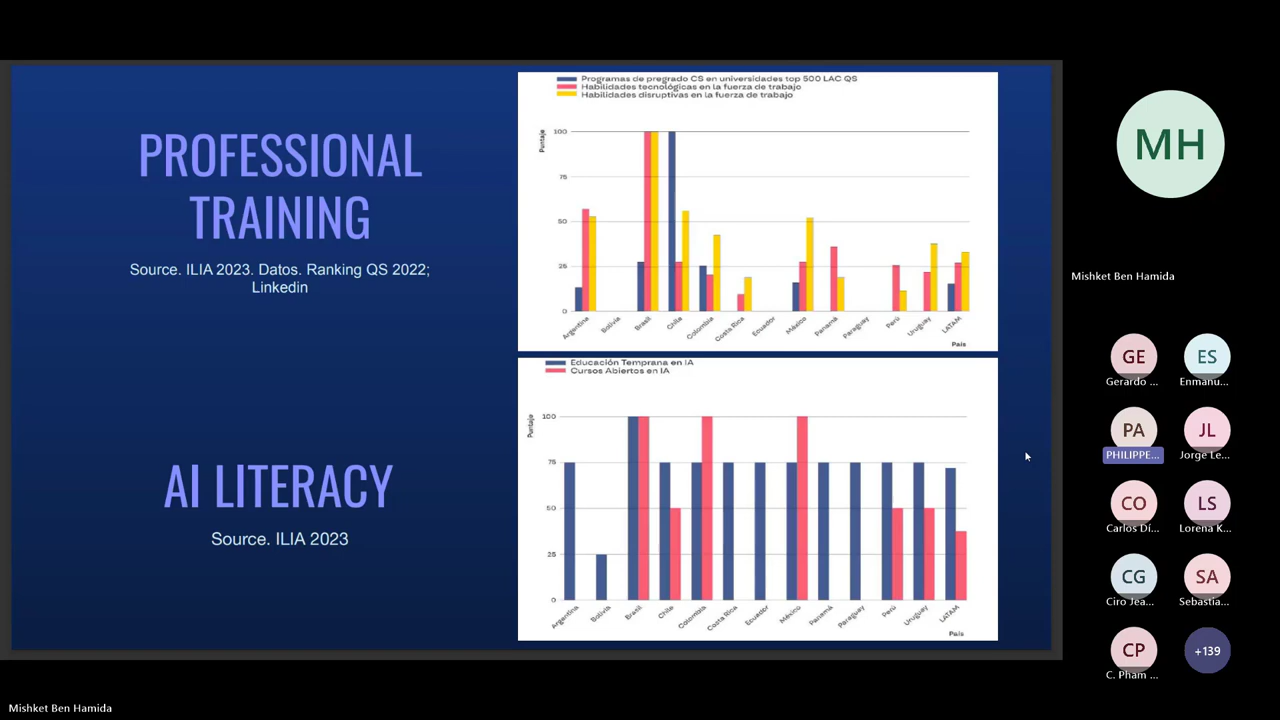 PROFESSIONAL
TRAINING
Source. ILIA 2023. Datos. Ranking QS 2022;
Linkedin
Programas de pregrado CS en universidades top 500 LAC QS
Habilidades tecnológicas en la fuerza de trabajo
Habilidades disruptivas en la fuerza de trabajo
Puntaje
100
75
50
25
0
Argentina
Bolivia
Brasil
Chile
Colombia
Costa Rica
Ecuador
México
Panamá
Paraguay
Perú
Uruguay
LATAM
País
AI LITERACY
Source. ILIA 2023
Educación Temprana en IA
Cursos Abiertos en IA
Puntaje
100
75
50
25
0
Argentina
Bolivia
Brasil
Chile
Colombia
Costa Rica
Ecuador
México
Panamá
Paraguay
Perú
Uruguay
LATAM
País
MH
Mishket Ben Hamida
GE
Gerardo ...
ES
Enmanu...
PA
PHILIPPE...
JL
Jorge Le...
CO
Carlos Dí...
LS
Lorena K...
CG
Ciro Jea...
SA
Sebastia...
CP
C. Pham ...
+139
Mishket Ben Hamida